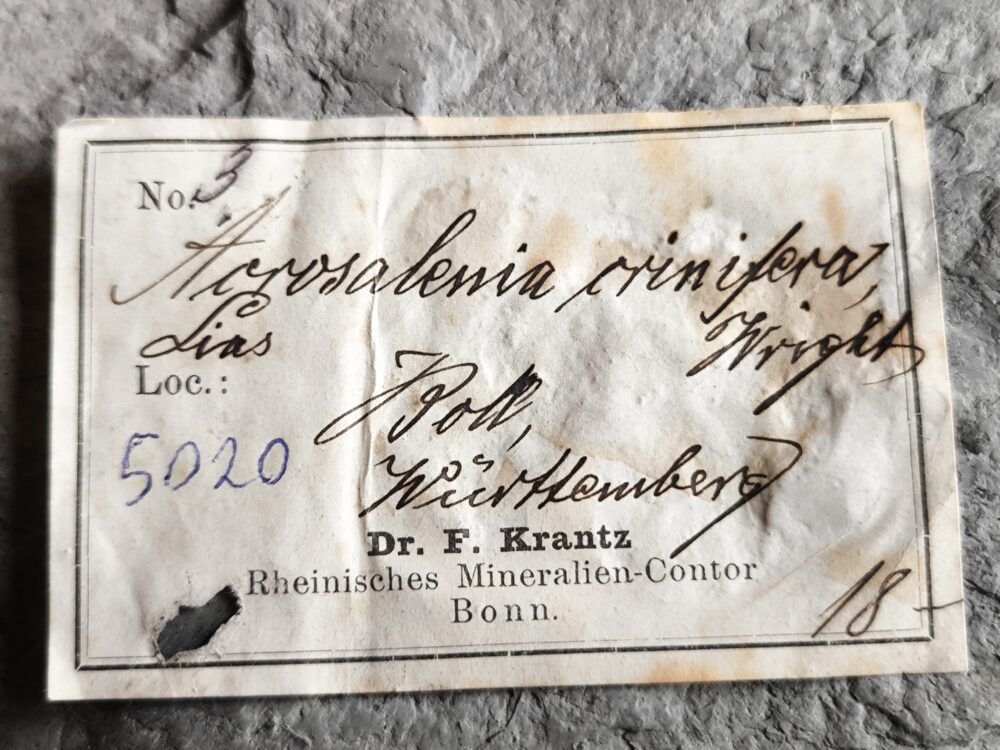 No. 3
Acrosalenia crinifera,
Lias
Wright
Loc.:
Boll,
5020
Württemberg
Dr. F. Krantz
Rheinisches Mineralien-Contor
Bonn.
18-